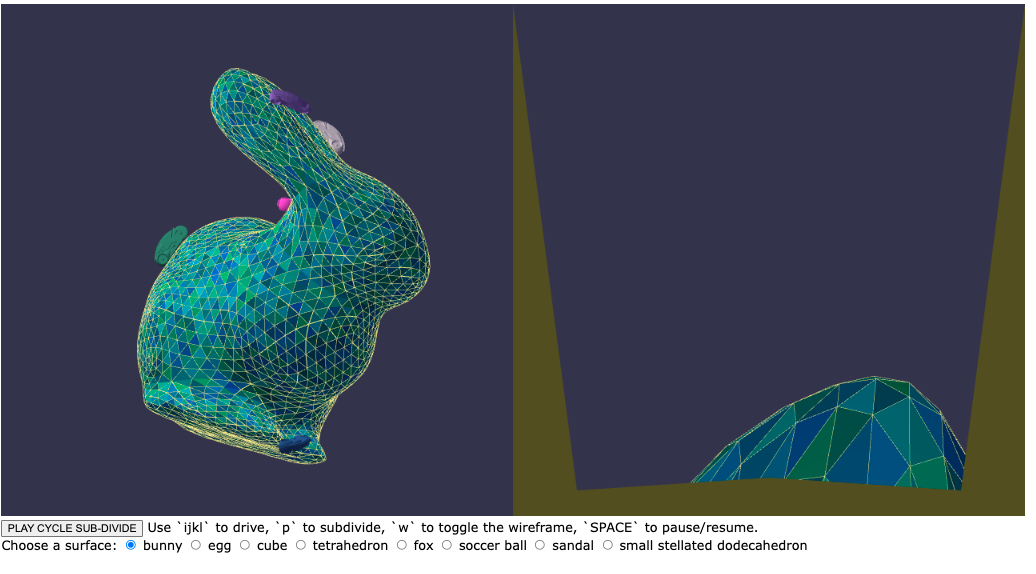 PLAY CYCLE SUB-DIVIDE Use `ijkl` to drive, `p` to subdivide, `w` to toggle the wireframe, `SPACE` to pause/resume.
Choose a surface: bunny egg cube tetrahedron fox soccer ball sandal small stellated dodecahedron